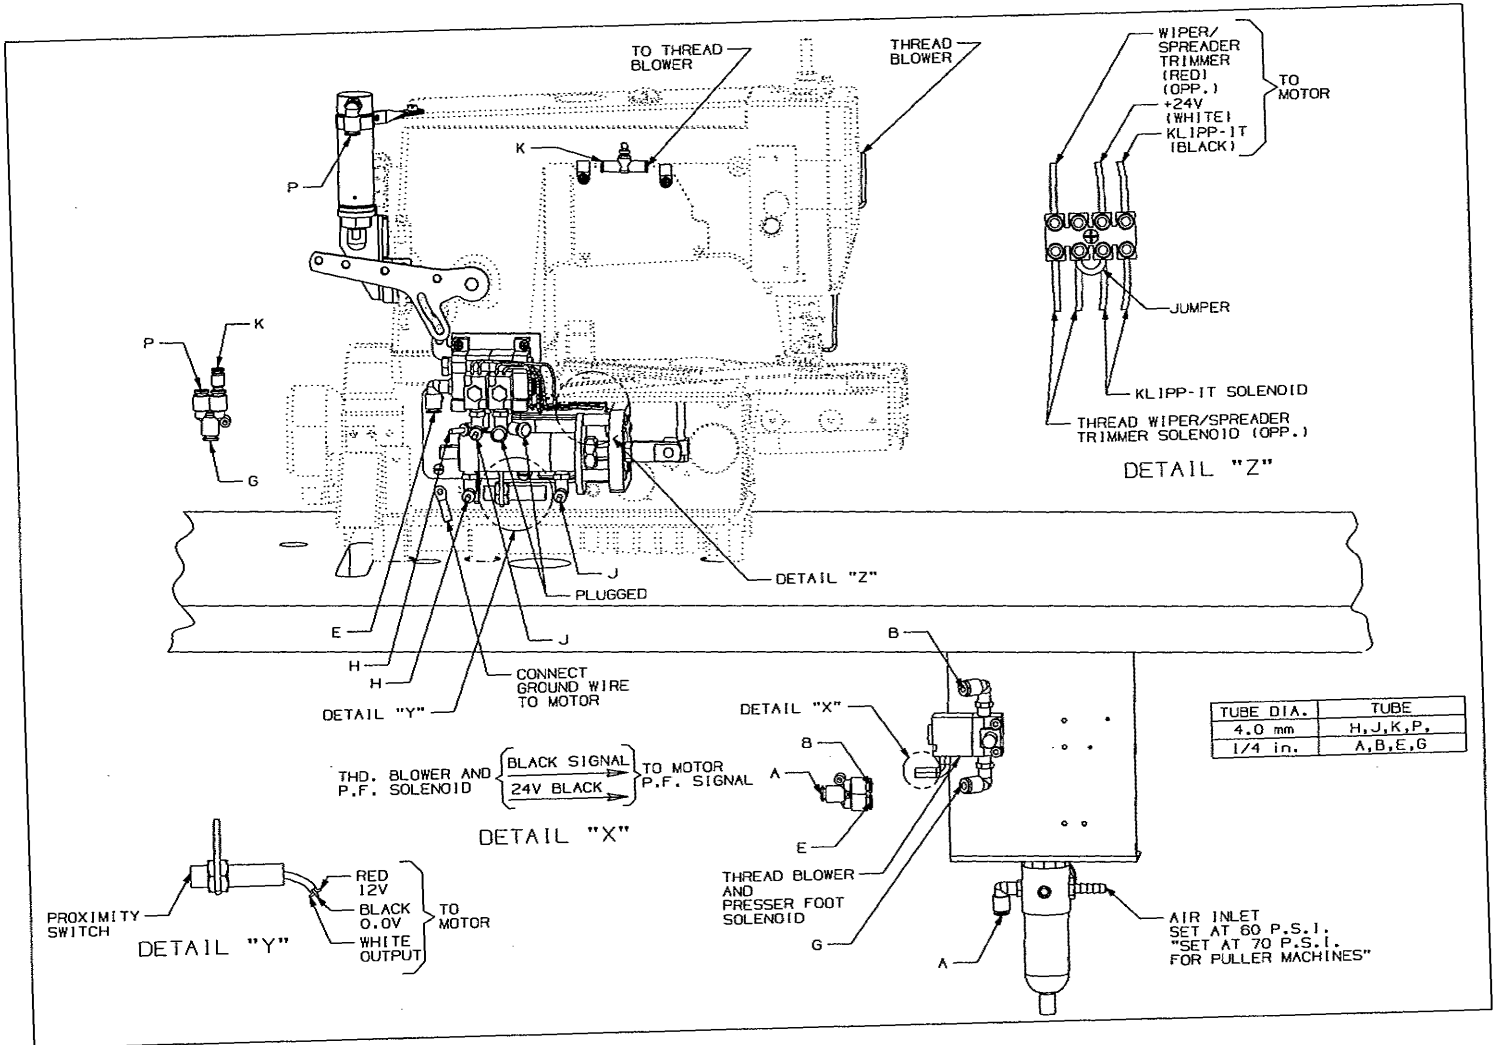 TO THREAD
BLOWER
THREAD
BLOWER
WIPER/
SPREADER
TRIMMER
(RED)
(OPP.)
+24V
(WHITE)
KLIPP-IT
(BLACK)
TO
MOTOR
K
P
JUMPER
KLIPP-IT SOLENOID
THREAD WIPER/SPREADER
TRIMMER SOLENOID (OPP.)
DETAIL "Z"
P
K
G
J
PLUGGED
DETAIL "Z"
E
H
H
J
CONNECT
GROUND WIRE
TO MOTOR
DETAIL "Y"
B
DETAIL "X"
TUBE DIA. TUBE
4.0 mm H,J,K,P,
1/4 in. A,B,E,G
THD. BLOWER AND
P.F. SOLENOID
BLACK SIGNAL
24V BLACK
TO MOTOR
P.F. SIGNAL
DETAIL "X"
B
A
E
THREAD BLOWER
AND
PRESSER FOOT
SOLENOID
G
A
AIR INLET
SET AT 60 P.S.I.
"SET AT 70 P.S.I.
FOR PULLER MACHINES"
PROXIMITY
SWITCH
RED
12V
BLACK
0.0V
WHITE
OUTPUT
TO
MOTOR
DETAIL "Y"